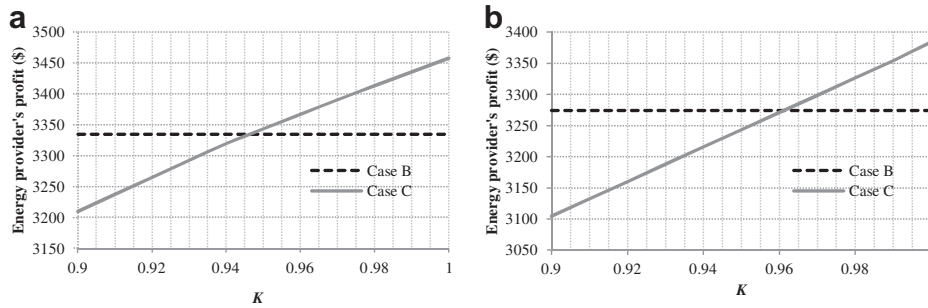 a
Energy provider's profit ($)
3500
3450
3400
3350
3300
3250
3200
3150
Case B
Case C
0.9 0.92 0.94 0.96 0.98 1
K
b
Energy provider's profit ($)
3400
3350
3300
3250
3200
3150
3100
3050
Case B
Case C
0.9 0.92 0.94 0.96 0.98
K